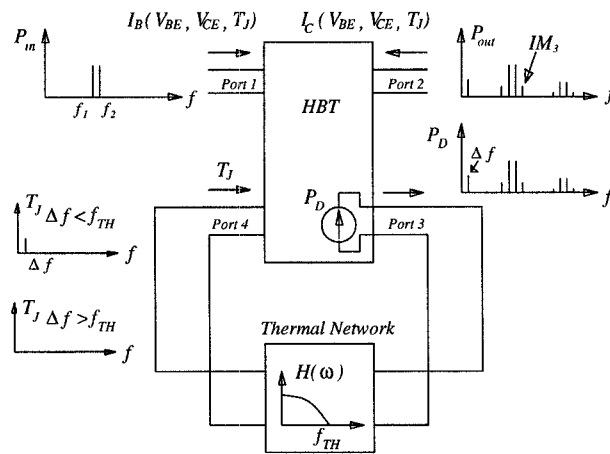 I_B(V_BE, V_CE, T_J)
I_C(V_BE, V_CE, T_J)
P_in
f_1 f_2
f
Port 1
HBT
Port 2
P_out
IM_3
f
P_D
Δf
f
T_J
P_D
Port 4
Port 3
T_J Δf<f_TH
Δf
f
T_J Δf>f_TH
f
Thermal Network
H(ω)
f_TH